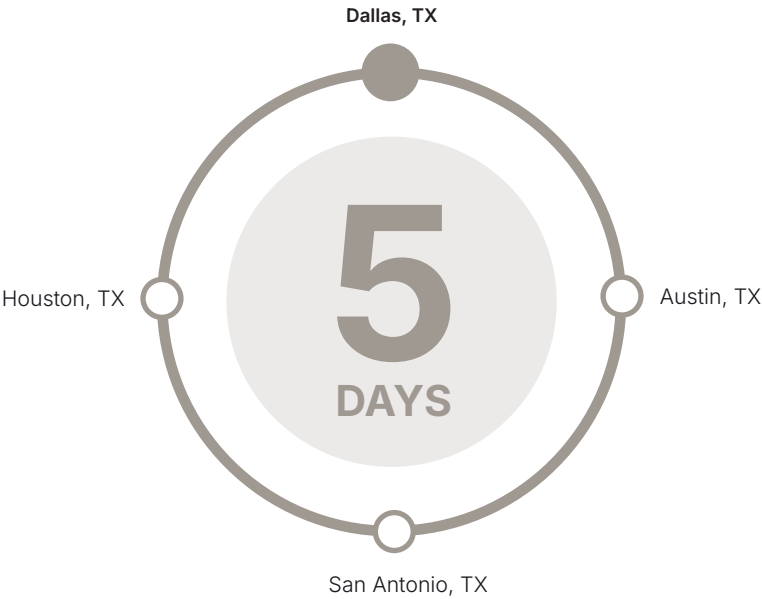 Dallas, TX
5
DAYS
Houston, TX
Austin, TX
San Antonio, TX